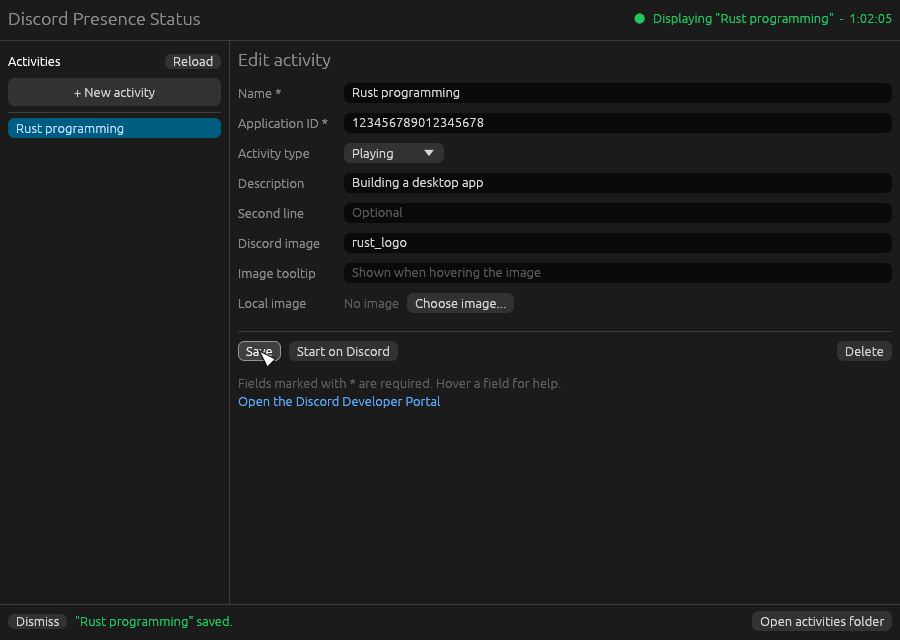 Discord Presence Status
Displaying "Rust programming" - 1:02:05
Activities
Reload
+ New activity
Rust programming
Edit activity
Name *
Rust programming
Application ID *
123456789012345678
Activity type
Playing
Description
Building a desktop app
Second line
Optional
Discord image
rust_logo
Image tooltip
Shown when hovering the image
Local image
No image
Choose image...
Save
Start on Discord
Delete
Fields marked with * are required. Hover a field for help.
Open the Discord Developer Portal
Dismiss
"Rust programming" saved.
Open activities folder